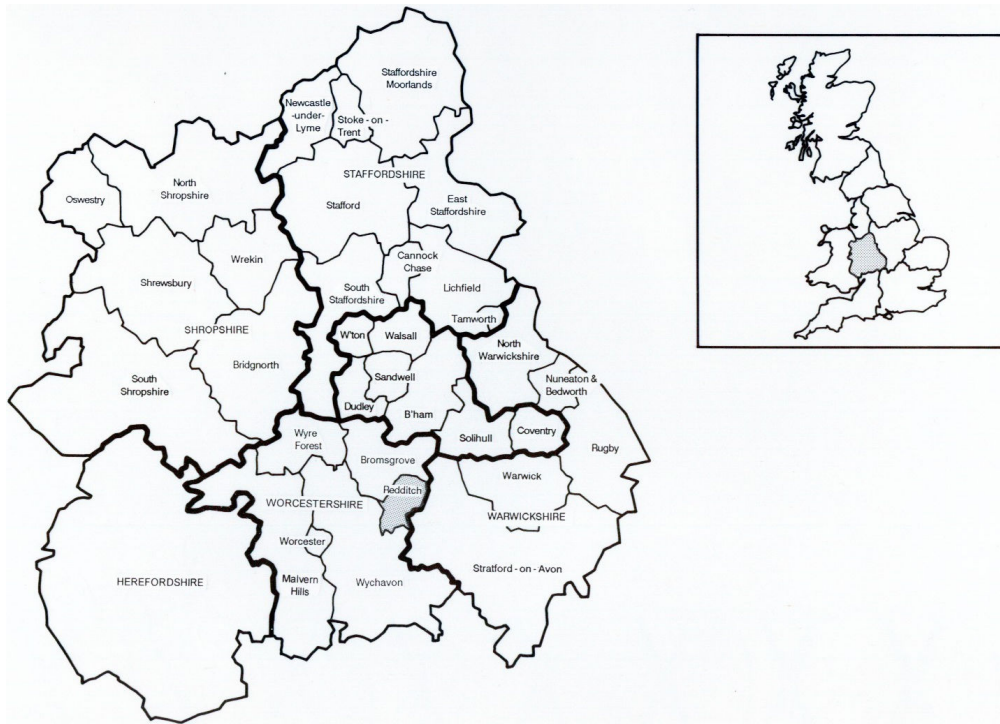 Staffordshire
Moorlands
Newcastle
-under-
Lyme
Stoke - on -
Trent
STAFFORDSHIRE
North
Shropshire
Oswestry
Stafford
East
Staffordshire
Wrekin
Cannock
Chase
Shrewsbury
South
Staffordshire
Lichfield
Tamworth
SHROPSHIRE
W'ton
Walsall
North
Warwickshire
Bridgnorth
South
Shropshire
Sandwell
Nuneaton &
Bedworth
Dudley
B'ham
Solihull
Coventry
Rugby
Wyre
Forest
Bromsgrove
Warwick
Redditch
WORCESTERSHIRE
WARWICKSHIRE
Worcester
Stratford - on - Avon
HEREFORDSHIRE
Malvern
Hills
Wychavon